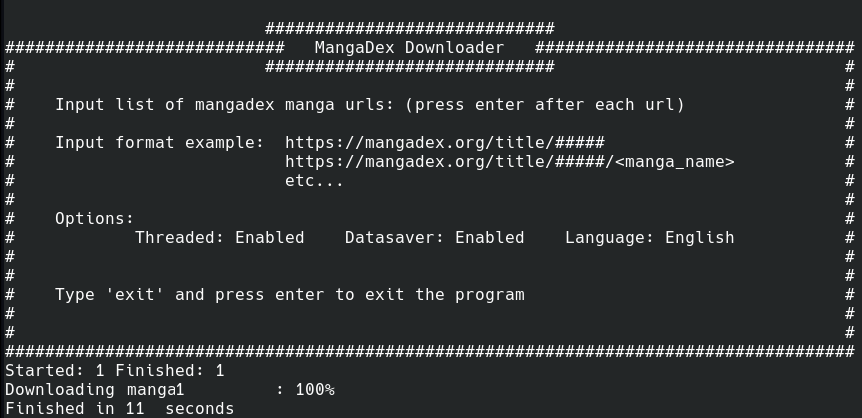 #############################
############################ MangaDex Downloader ################################
# ############################# #
# #
# Input list of mangadex manga urls: (press enter after each url) #
# #
# Input format example: https://mangadex.org/title/##### #
# https://mangadex.org/title/#####/<manga_name> #
# etc... #
# #
# Options: #
# Threaded: Enabled Datasaver: Enabled Language: English #
# #
# #
# Type 'exit' and press enter to exit the program #
# #
# #
#####################################################################################
Started: 1 Finished: 1
Downloading manga1 : 100%
Finished in 11 seconds